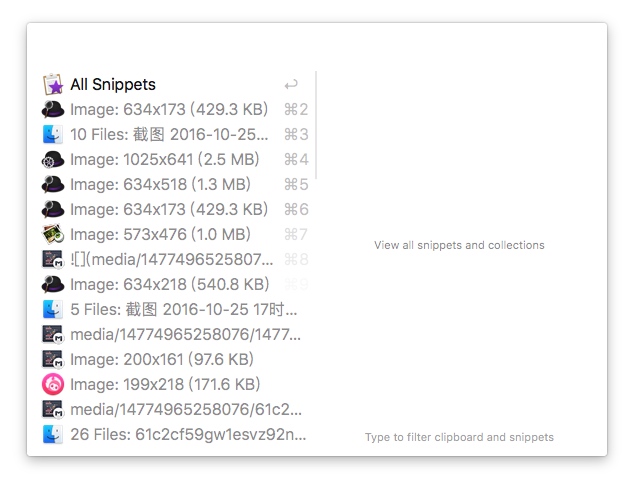 All Snippets ↩
Image: 634x173 (429.3 KB) ⌘2
10 Files: 截图 2016-10-25... ⌘3
Image: 1025x641 (2.5 MB) ⌘4
Image: 634x518 (1.3 MB) ⌘5
Image: 634x173 (429.3 KB) ⌘6
Image: 573x476 (1.0 MB) ⌘7
![](media/1477496525807... ⌘8
Image: 634x218 (540.8 KB) ⌘9
5 Files: 截图 2016-10-25 17时...
media/14774965258076/1477...
Image: 200x161 (97.6 KB)
Image: 199x218 (171.6 KB)
media/14774965258076/61c2...
26 Files: 61c2cf59gw1esvz92n...
View all snippets and collections
Type to filter clipboard and snippets